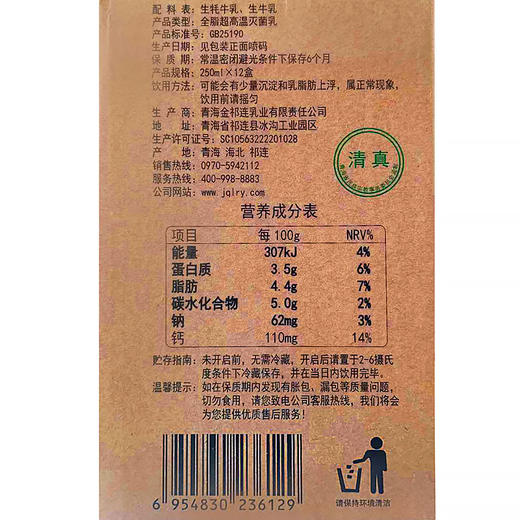 配 料 表: 生牦牛乳、生牛乳
产品类型: 全脂超高温灭菌乳
产品标准号: GB25190
生产日期: 见包装正面喷码
保 质 期: 常温密闭避光条件下保存6个月
产品规格: 250ml×12盒
饮用方法: 可能会有少量沉淀和乳脂肪上浮，属正常现象，
饮用前请摇匀
生 产 商: 青海金祁连乳业有限责任公司
地 址: 青海省祁连县冰沟工业园区
生产许可证号: SC10563222201028
产 地: 青海 海北 祁连
销售热线: 0970-5942112
服务热线: 400-998-8883
公司网站: www.jqlry.com
清真
营养成分表
项目 每100g NRV%
能量 307kJ 4%
蛋白质 3.5g 6%
脂肪 4.4g 7%
碳水化合物 5.0g 2%
钠 62mg 3%
钙 110mg 14%
贮存指南: 未开启前，无需冷藏，开启后请置于2-6摄氏
度条件下冷藏保存，并在当日内饮用完毕。
温馨提示: 如在保质期内发现有胀包、漏包等质量问题，
切勿食用，请您致电公司客服热线，我们将会
为您提供优质售后服务！
6 954830 236129
请保持环境清洁